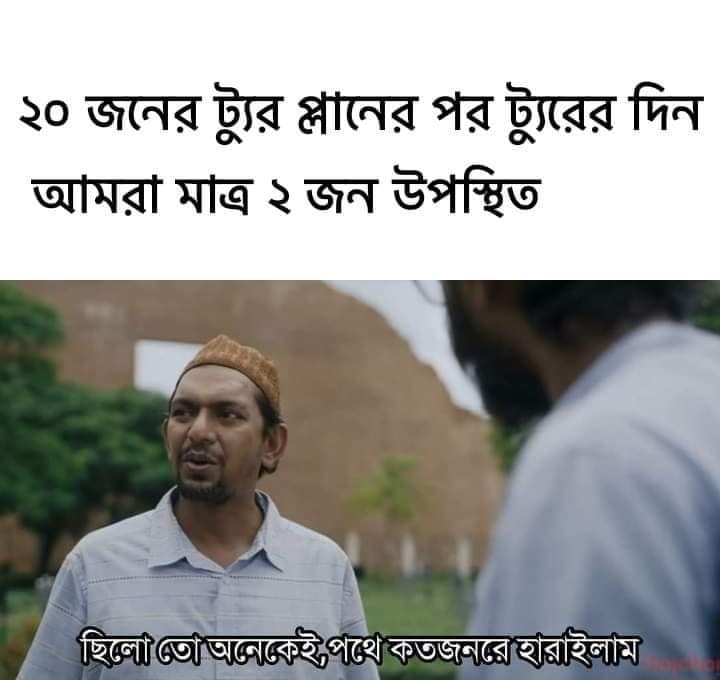 ২০ জনের ট্যুর প্লানের পর ট্যুরের দিন
আমরা মাত্র ২ জন উপস্থিত
ছিলো তো অনেকেই,পথে কতজনরে হারাইলাম